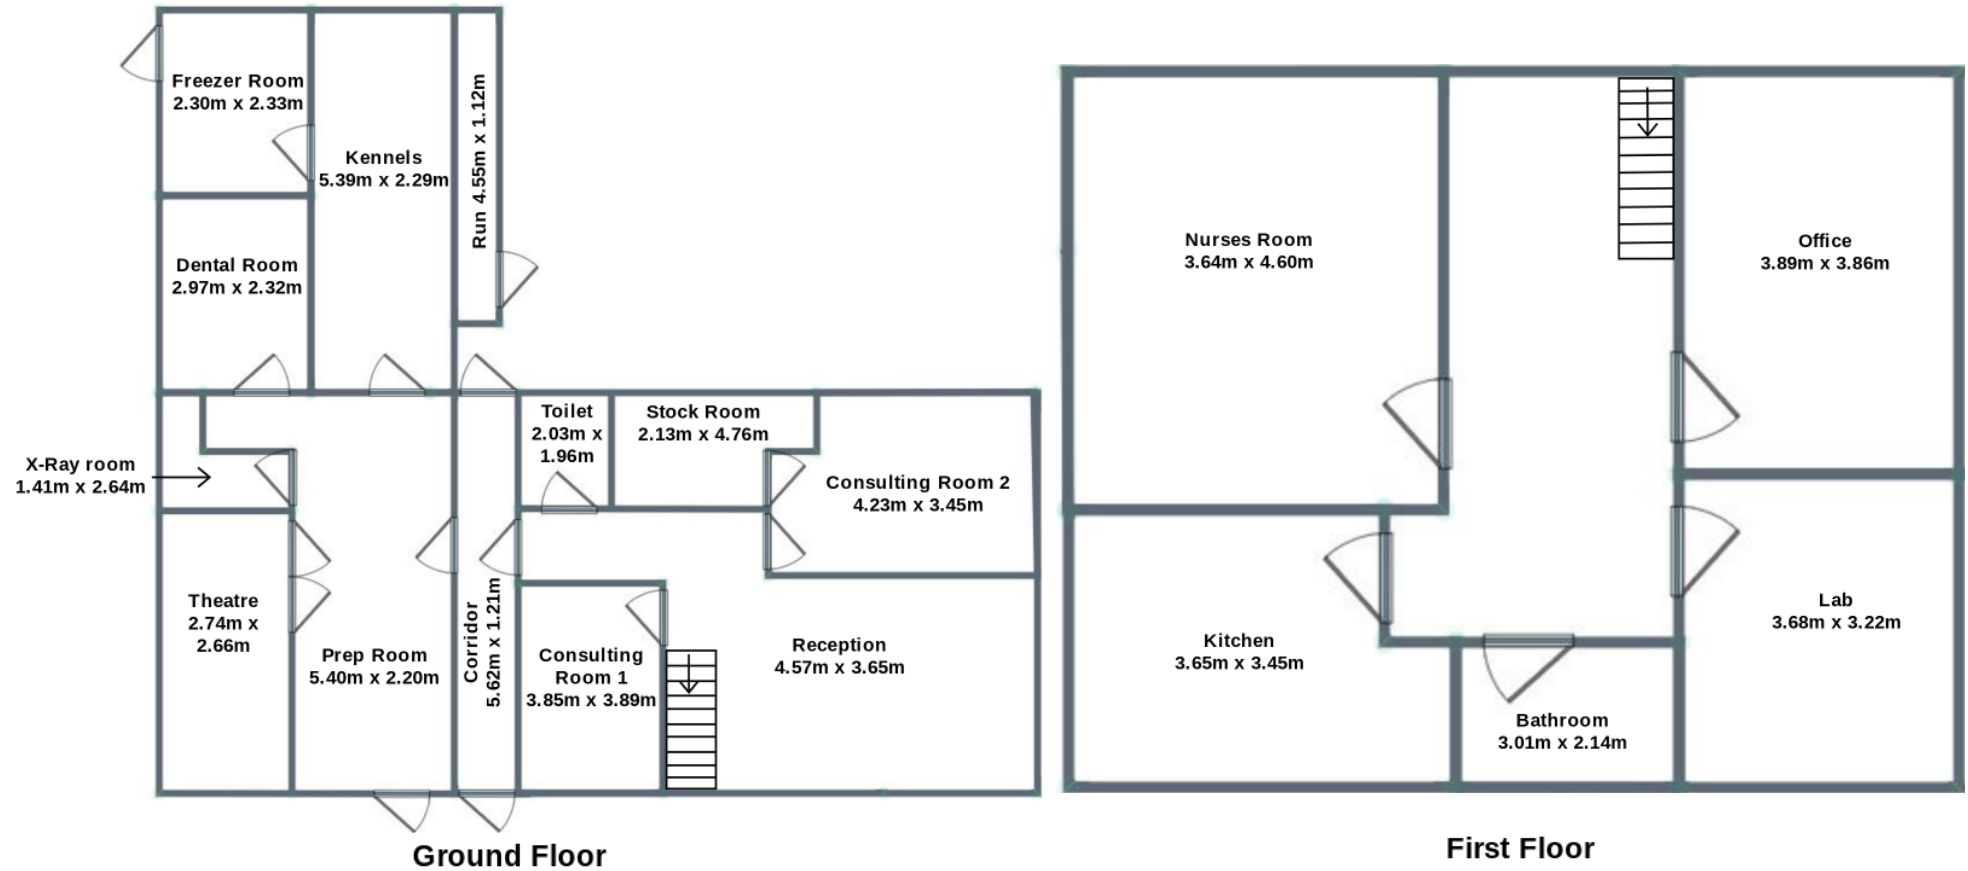 Freezer Room
2.30m x 2.33m
Kennels
5.39m x 2.29m
Run 4.55m x 1.12m
Dental Room
2.97m x 2.32m
X-Ray room
1.41m x 2.64m
Toilet
2.03m x
1.96m
Stock Room
2.13m x 4.76m
Consulting Room 2
4.23m x 3.45m
Theatre
2.74m x
2.66m
Prep Room
5.40m x 2.20m
Corridor
5.62m x 1.21m
Consulting
Room 1
3.85m x 3.89m
Reception
4.57m x 3.65m
Ground Floor
Nurses Room
3.64m x 4.60m
Office
3.89m x 3.86m
Kitchen
3.65m x 3.45m
Lab
3.68m x 3.22m
Bathroom
3.01m x 2.14m
First Floor